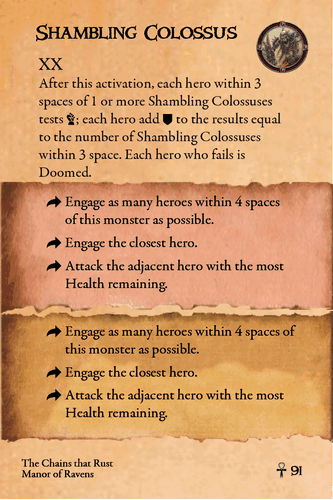 Shambling Colossus
XX
After this activation, each hero within 3
spaces of 1 or more Shambling Colossuses
tests ; each hero add to the results equal
to the number of Shambling Colossuses
within 3 space. Each hero who fails is
Doomed.
Engage as many heroes within 4 spaces
of this monster as possible.
Engage the closest hero.
Attack the adjacent hero with the most
Health remaining.
Engage as many heroes within 4 spaces of
this monster as possible.
Engage the closest hero.
Attack the adjacent hero with the most
Health remaining.
The Chains that Rust
Manor of Ravens
91